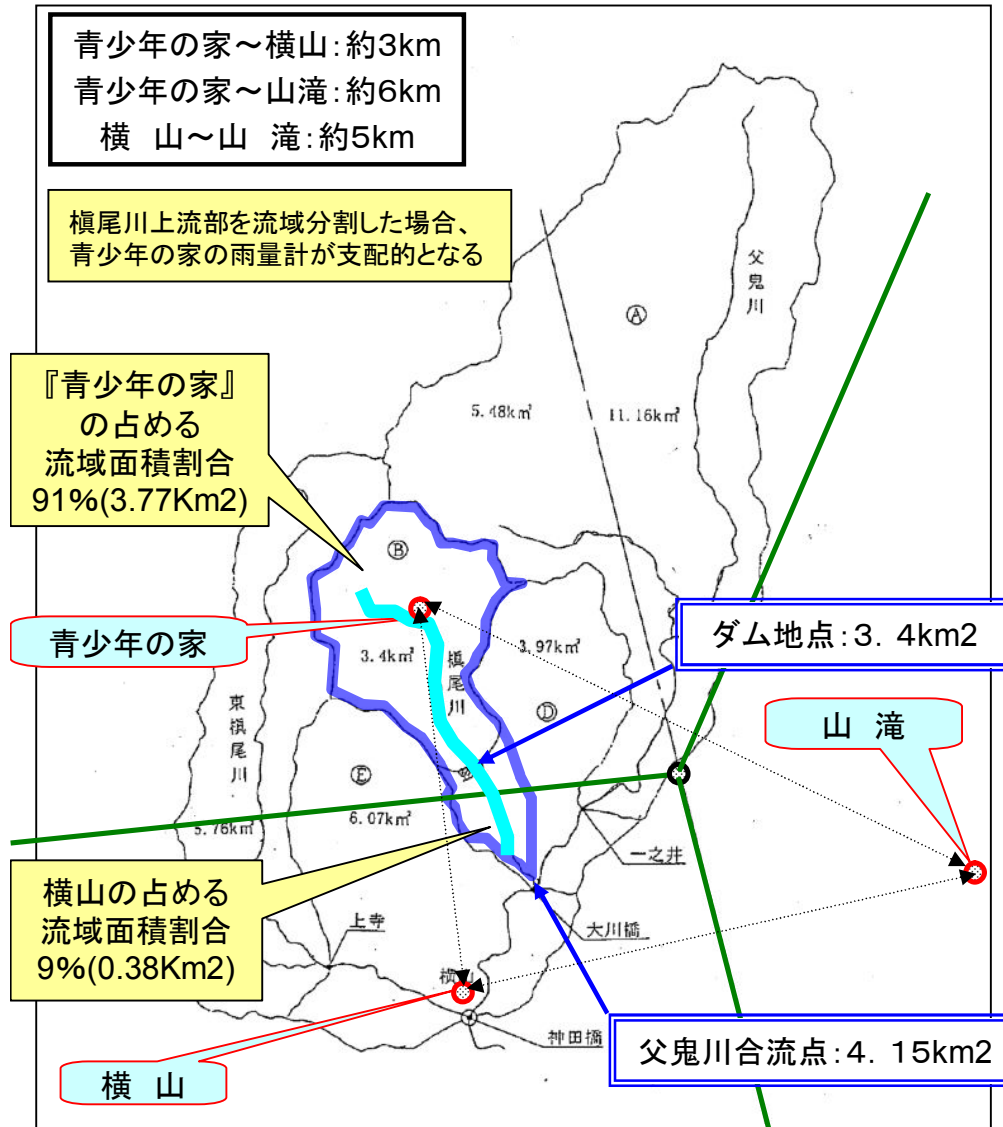 青少年の家～横山：約3km
青少年の家～山滝：約6km
横　山～山　滝：約5km
槇尾川上流部を流域分割した場合、
青少年の家の雨量計が支配的となる
父鬼川
Ⓐ
5.48km²
11.16km²
『青少年の家』
の占める
流域面積割合
91%(3.77Km2)
Ⓑ
青少年の家
3.4km²
槇尾川
3.97km²
ダム地点：3．4km2
東槇尾川
Ⓓ
山　滝
Ⓔ
5.76km²
6.07km²
一之井
横山の占める
流域面積割合
9%(0.38Km2)
上寺
大川橋
横山
神田橋
父鬼川合流点：4．15km2
横　山